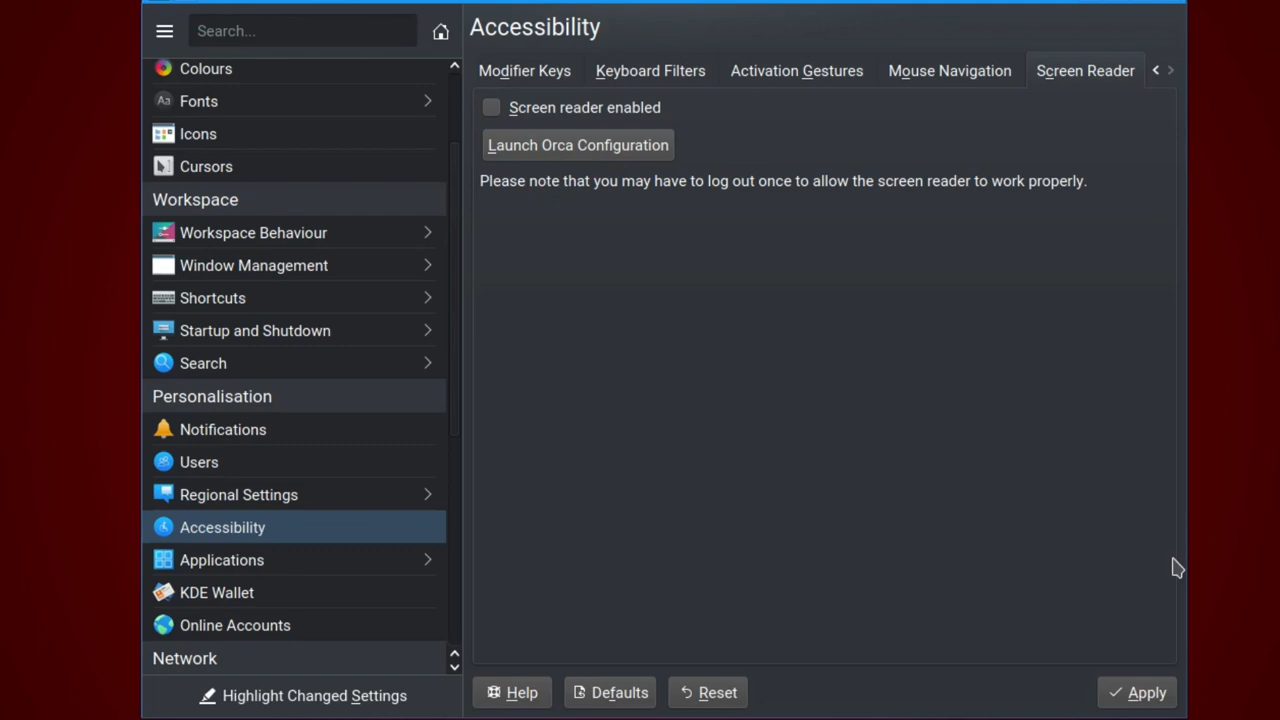 Search...
Colours
Fonts
Icons
Cursors
Workspace
Workspace Behaviour
Window Management
Shortcuts
Startup and Shutdown
Search
Personalisation
Notifications
Users
Regional Settings
Accessibility
Applications
KDE Wallet
Online Accounts
Network
Highlight Changed Settings
Accessibility
Modifier Keys Keyboard Filters Activation Gestures Mouse Navigation Screen Reader
Screen reader enabled
Launch Orca Configuration
Please note that you may have to log out once to allow the screen reader to work properly.
Help Defaults Reset Apply